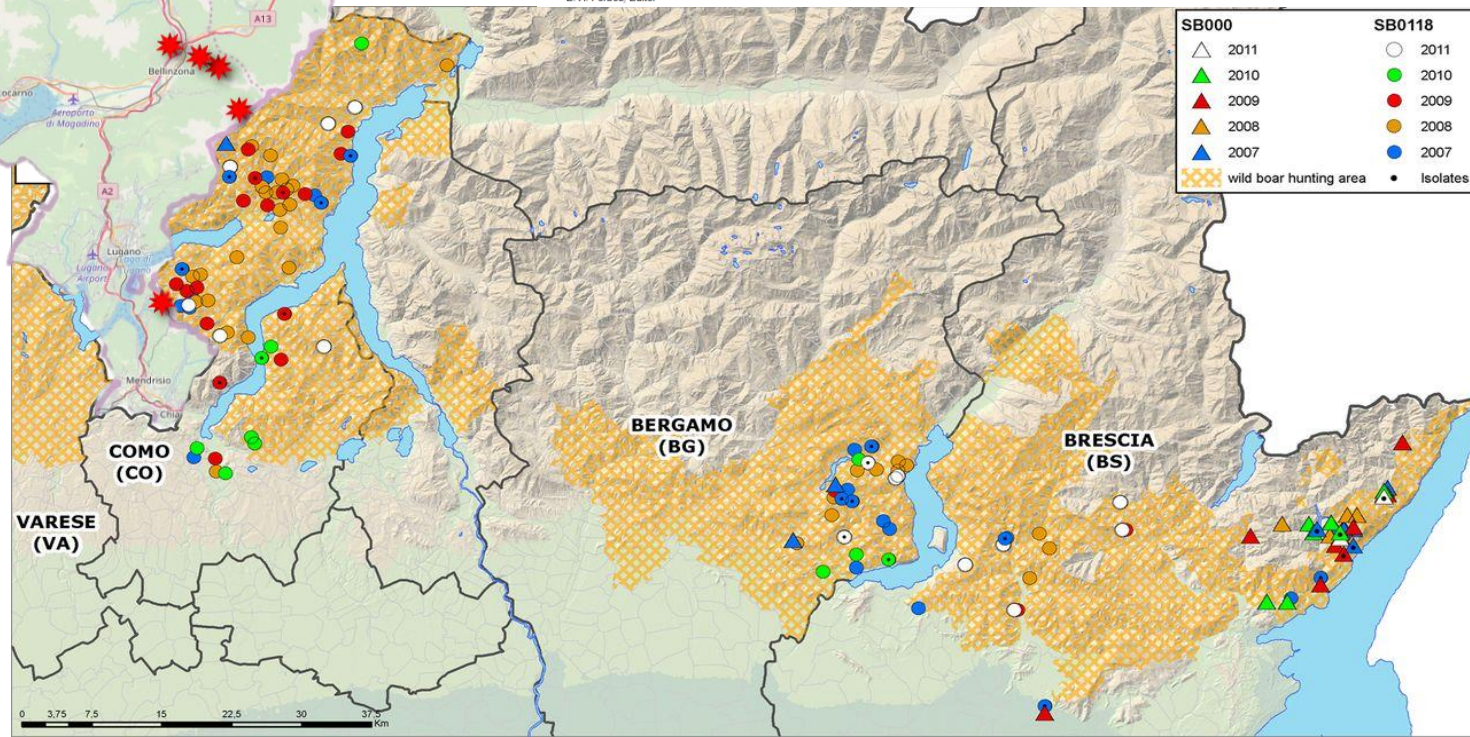 A13
Bellinzona
ocarno
Aeroporto
di Magadino
A2
Lugano
Lugano
Airport
Mendrisio
Chia
COMO
(CO)
VARESE
(VA)
BERGAMO
(BG)
BRESCIA
(BS)
SB000 SB0118
2011 2011
2010 2010
2009 2009
2008 2008
2007 2007
wild boar hunting area Isolates
0 3,75 7,5 15 22,5 30 37,5
Km